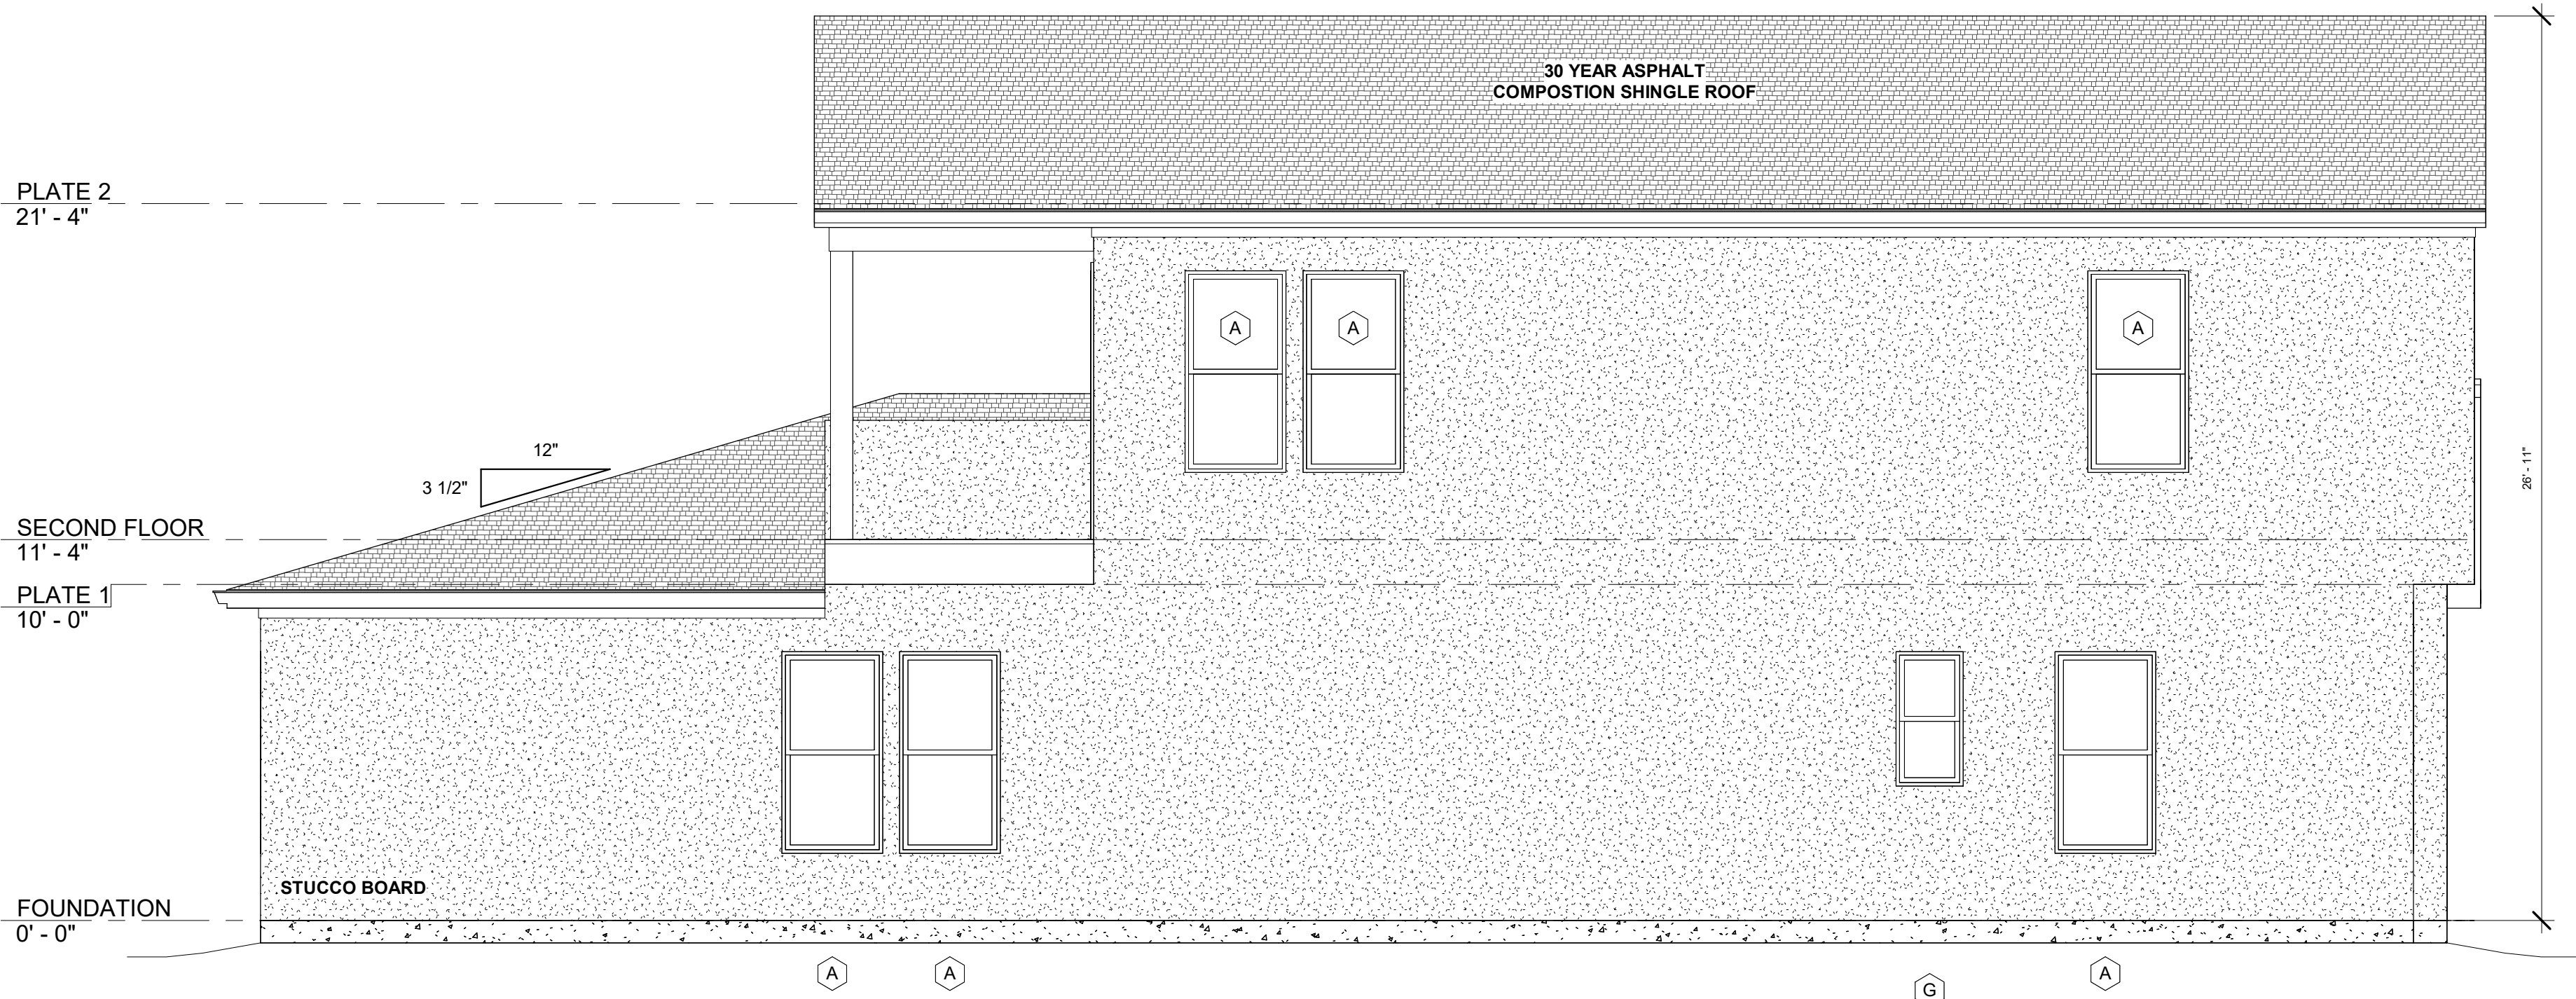 30 YEAR ASPHALT
COMPOSTION SHINGLE ROOF
PLATE 2
21' - 4"
A
A
A
12"
3 1/2"
26' - 11"
SECOND FLOOR
11' - 4"
PLATE 1
10' - 0"
STUCCO BOARD
FOUNDATION
0' - 0"
A
A
A
G